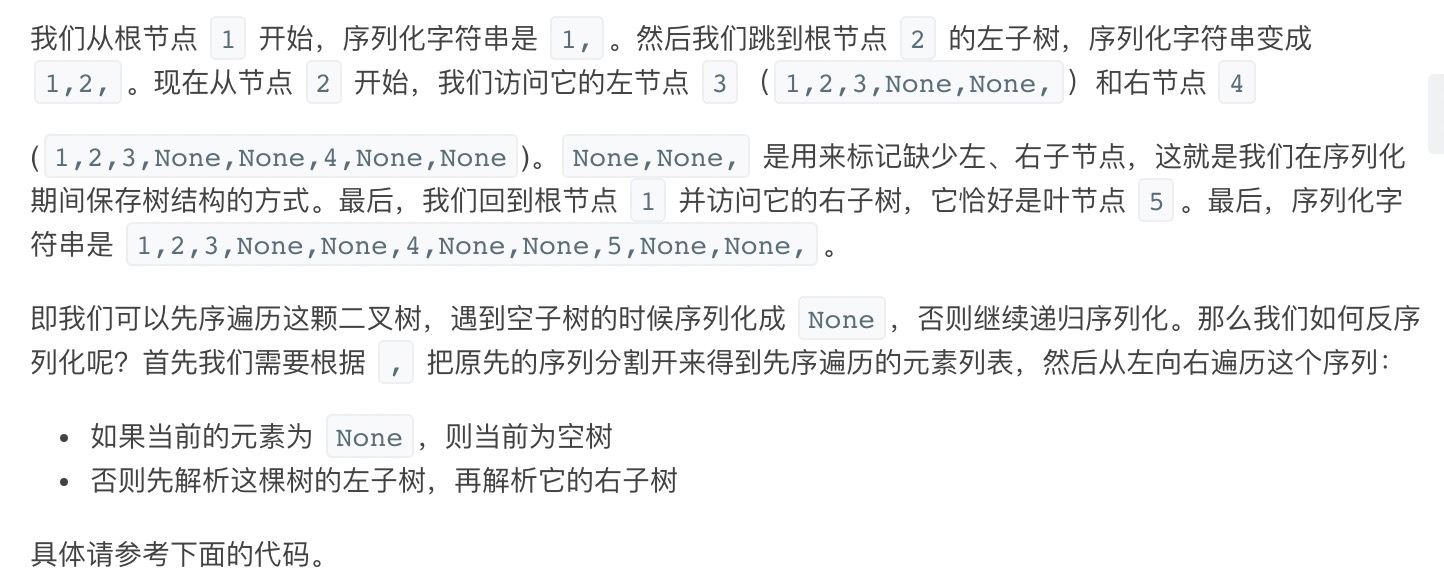 我们从根节点 1 开始，序列化字符串是 1, 。然后我们跳到根节点 2 的左子树，序列化字符串变成
1,2, 。现在从节点 2 开始，我们访问它的左节点 3 （1,2,3,None,None, ）和右节点 4
(1,2,3,None,None,4,None,None )。 None,None, 是用来标记缺少左、右子节点，这就是我们在序列化
期间保存树结构的方式。最后，我们回到根节点 1 并访问它的右子树，它恰好是叶节点 5 。最后，序列化字
符串是 1,2,3,None,None,4,None,None,5,None,None, 。
即我们可以先序遍历这颗二叉树，遇到空子树的时候序列化成 None ，否则继续递归序列化。那么我们如何反序
列化呢？首先我们需要根据 , 把原先的序列分割开来得到先序遍历的元素列表，然后从左向右遍历这个序列：
• 如果当前的元素为 None ，则当前为空树
• 否则先解析这棵树的左子树，再解析它的右子树
具体请参考下面的代码。